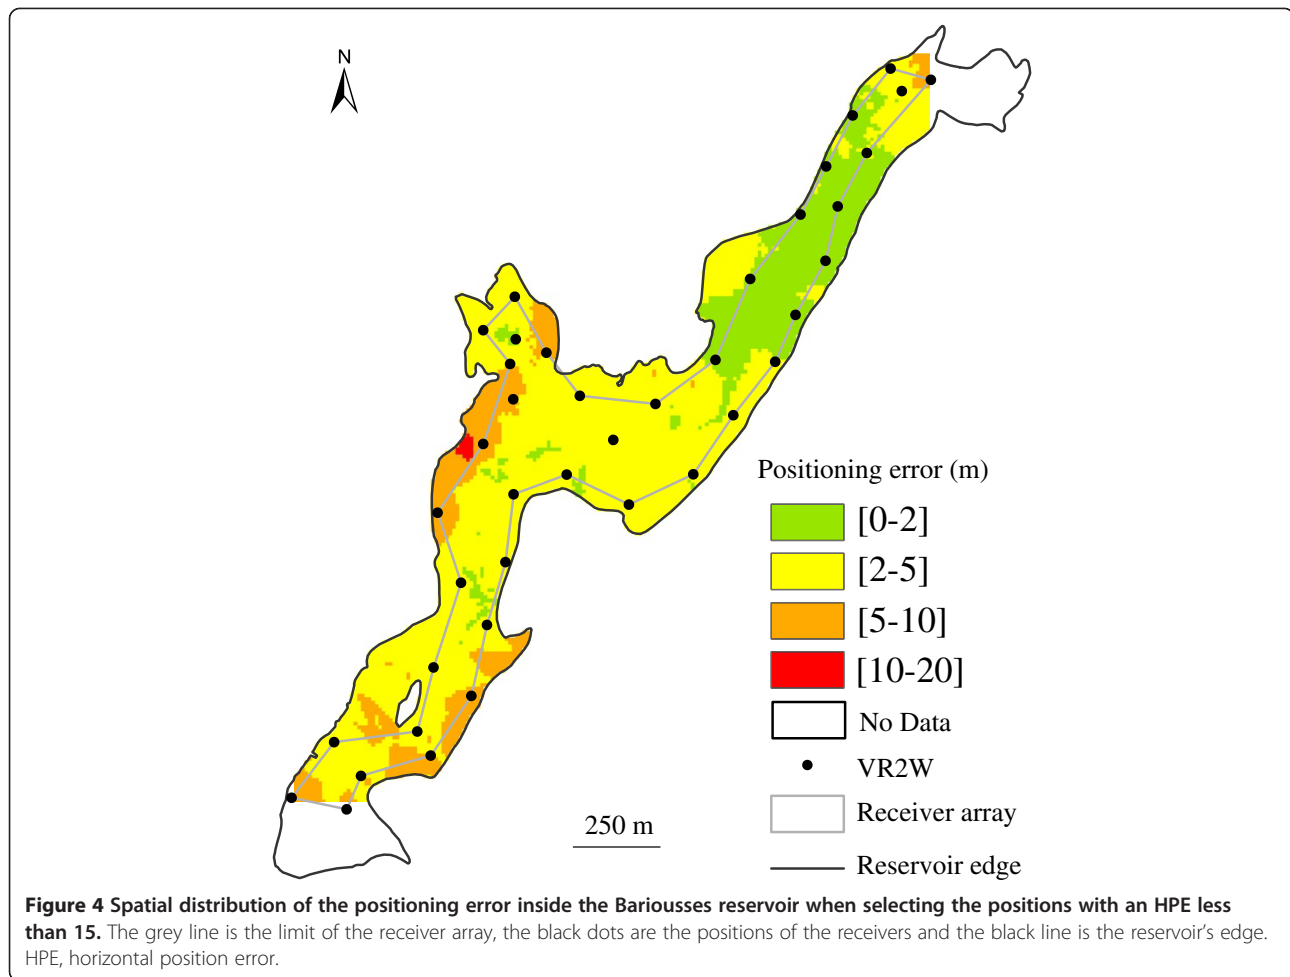 N
Positioning error (m)
[0-2]
[2-5]
[5-10]
[10-20]
No Data
VR2W
Receiver array
Reservoir edge
250 m
Figure 4 Spatial distribution of the positioning error inside the Bariousses reservoir when selecting the positions with an HPE less
than 15. The grey line is the limit of the receiver array, the black dots are the positions of the receivers and the black line is the reservoir's edge.
HPE, horizontal position error.